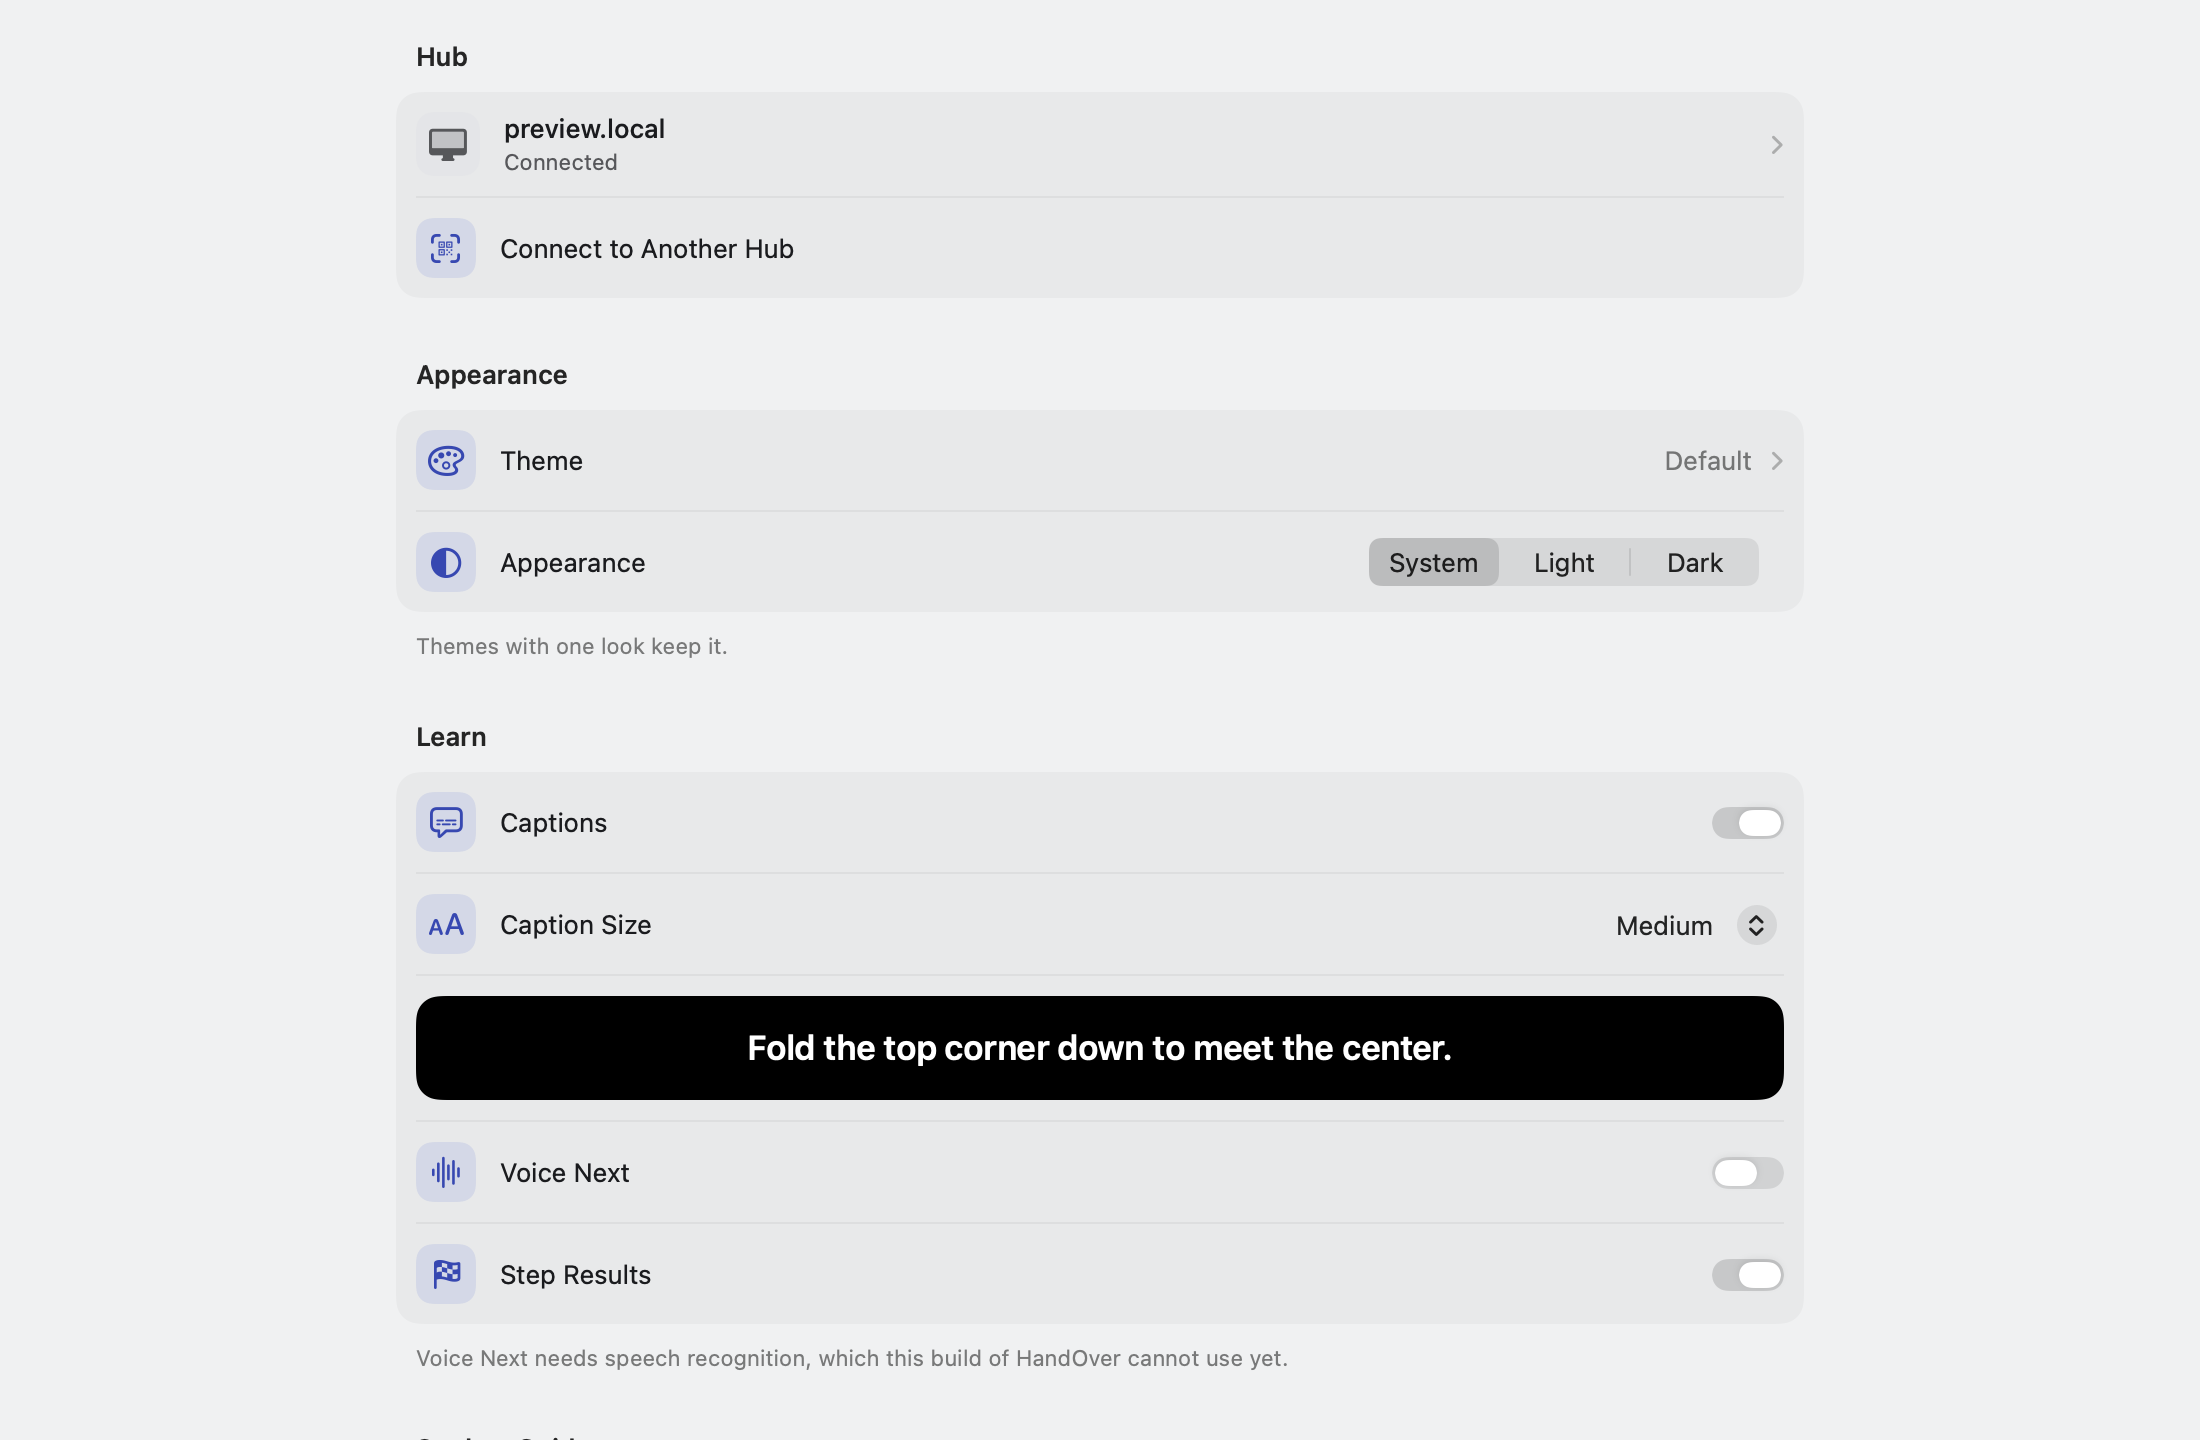 Hub
preview.local
Connected
Connect to Another Hub
Appearance
Theme
Default
Appearance
System
Light
Dark
Themes with one look keep it.
Learn
Captions
Caption Size
Medium
Fold the top corner down to meet the center.
Voice Next
Step Results
Voice Next needs speech recognition, which this build of HandOver cannot use yet.